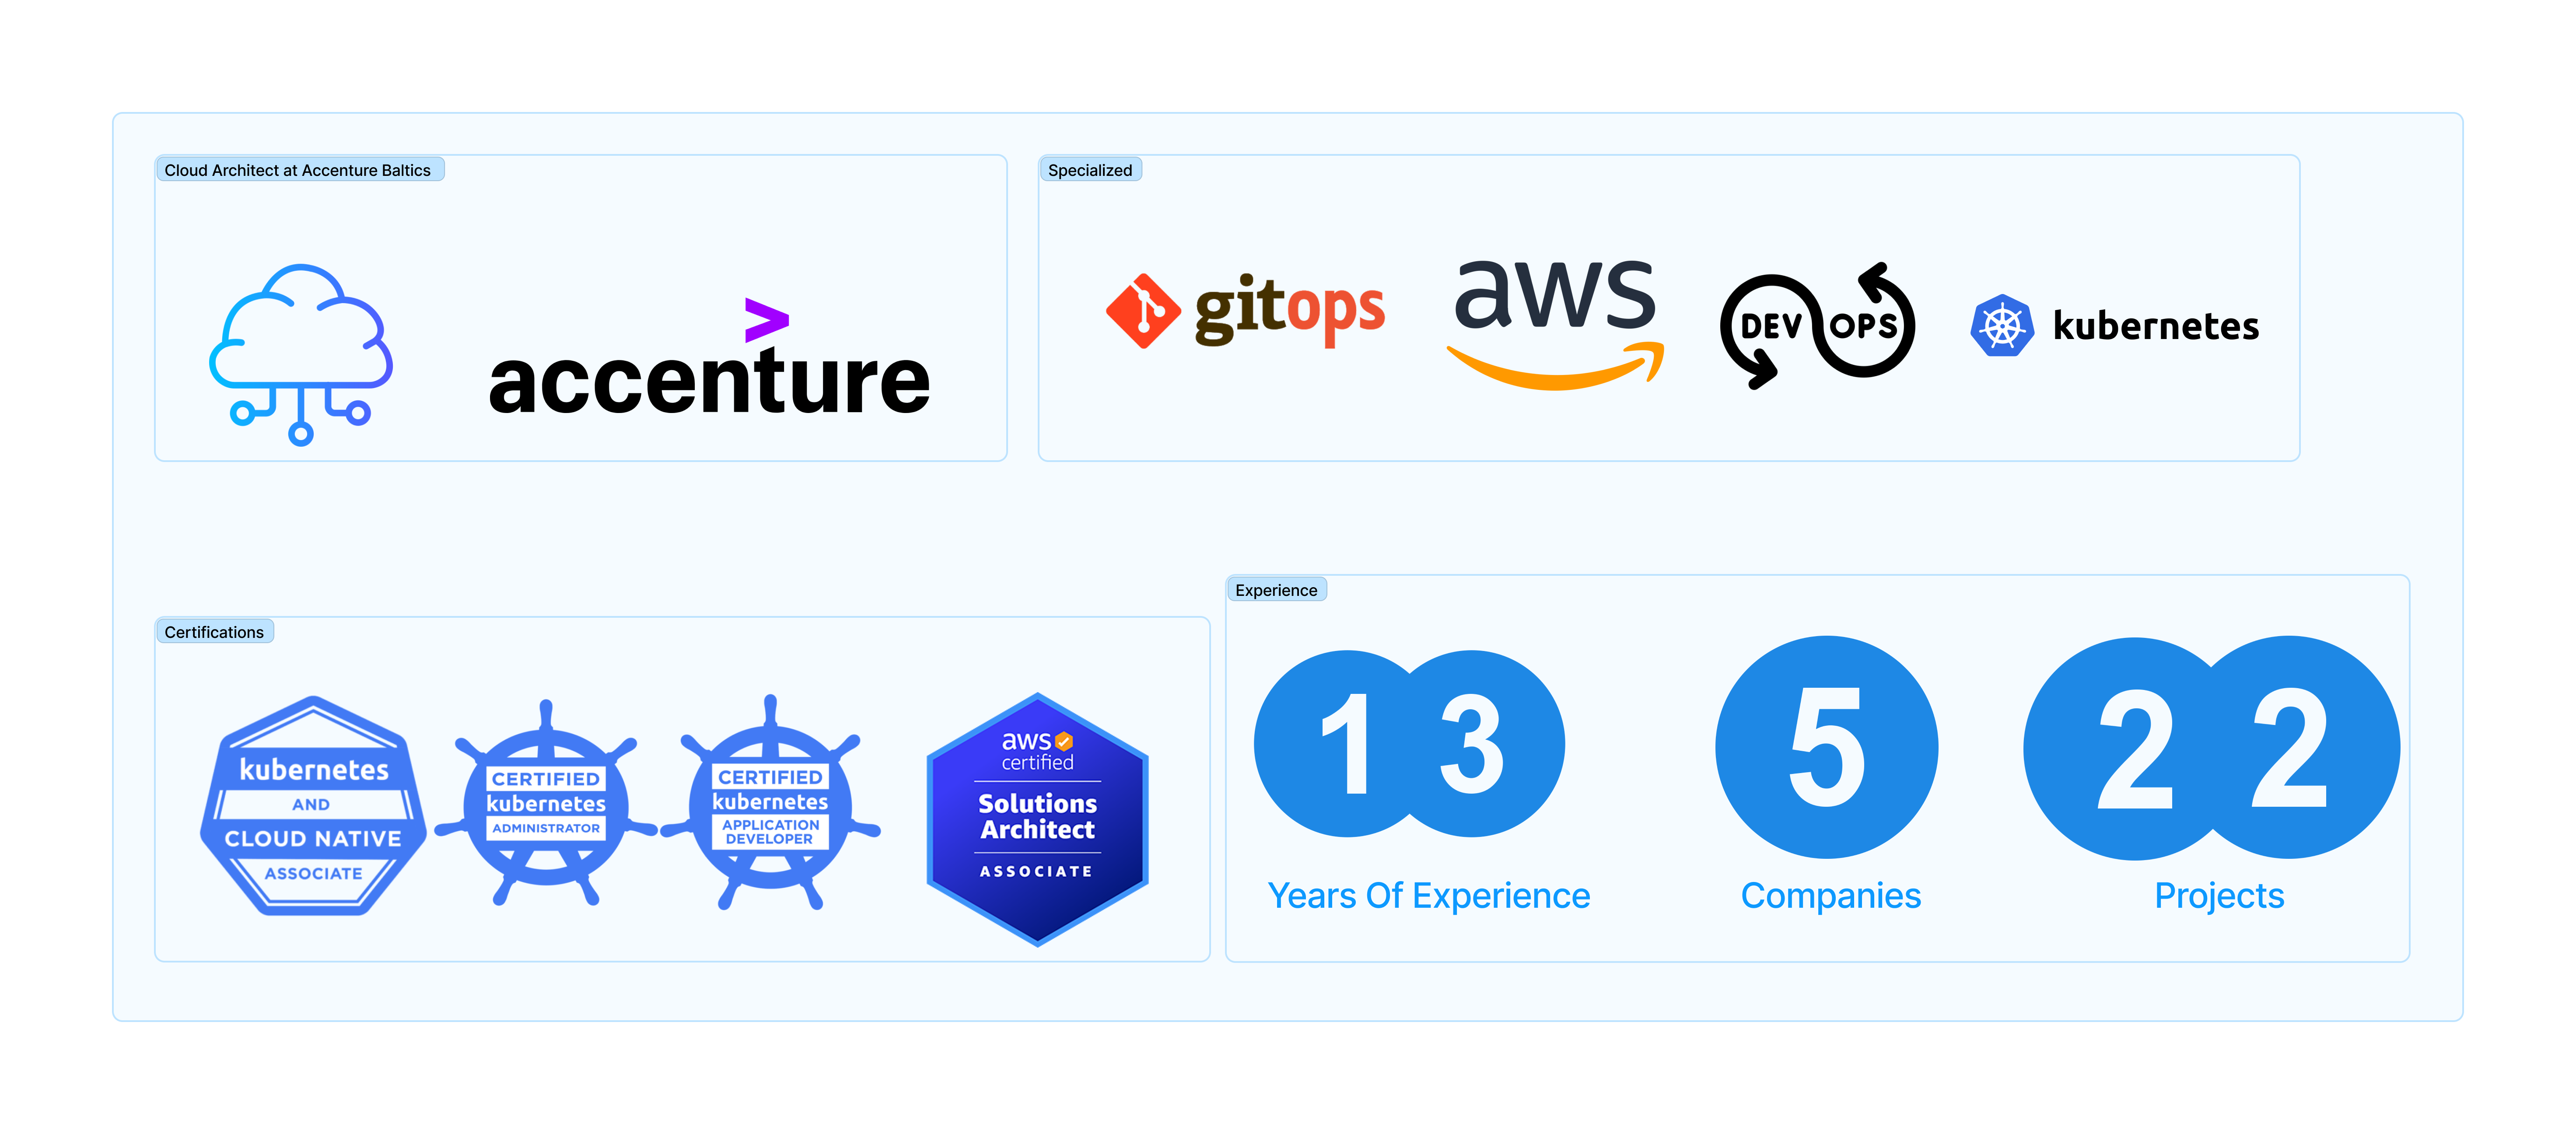 Cloud Architect at Accenture Baltics
>
accenture
Specialized
gitops
aws
DEV OPS
kubernetes
Certifications
kubernetes
AND
CLOUD NATIVE
ASSOCIATE
CERTIFIED
kubernetes
ADMINISTRATOR
CERTIFIED
kubernetes
APPLICATION
DEVELOPER
aws
certified
Solutions
Architect
ASSOCIATE
Experience
13
Years Of Experience
5
Companies
22
Projects